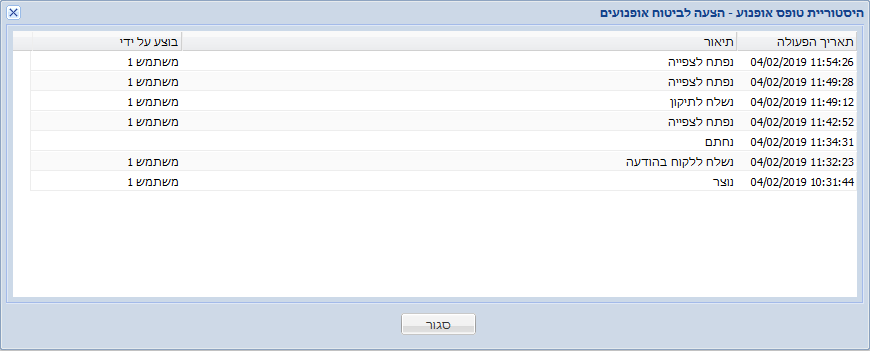 היסטוריית טופס אופנוע - הצעה לביטוח אופנועים
תאריך הפעולה תיאור בוצע על ידי
04/02/2019 11:54:26 נפתח לצפייה משתמש 1
04/02/2019 11:49:28 נפתח לצפייה משתמש 1
04/02/2019 11:49:12 נשלח לתיקון משתמש 1
04/02/2019 11:42:52 נפתח לצפייה משתמש 1
04/02/2019 11:34:31 נחתם
04/02/2019 11:32:23 נשלח ללקוח בהודעה משתמש 1
04/02/2019 10:31:44 נוצר משתמש 1
סגור